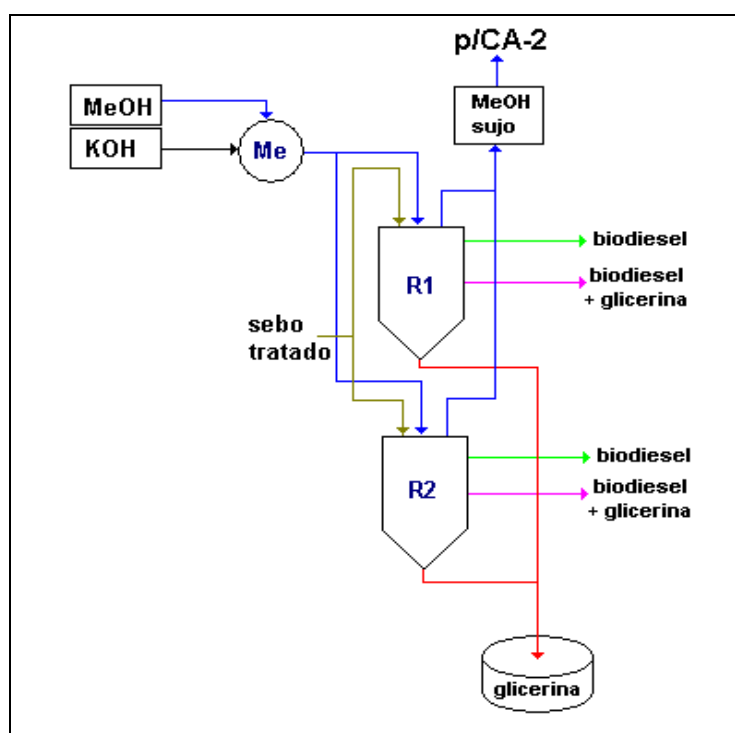 p/CA-2
MeOH
KOH
Me
MeOH
sujo
R1
biodiesel
biodiesel
+ glicerina
sebo
tratado
R2
biodiesel
biodiesel
+ glicerina
glicerina